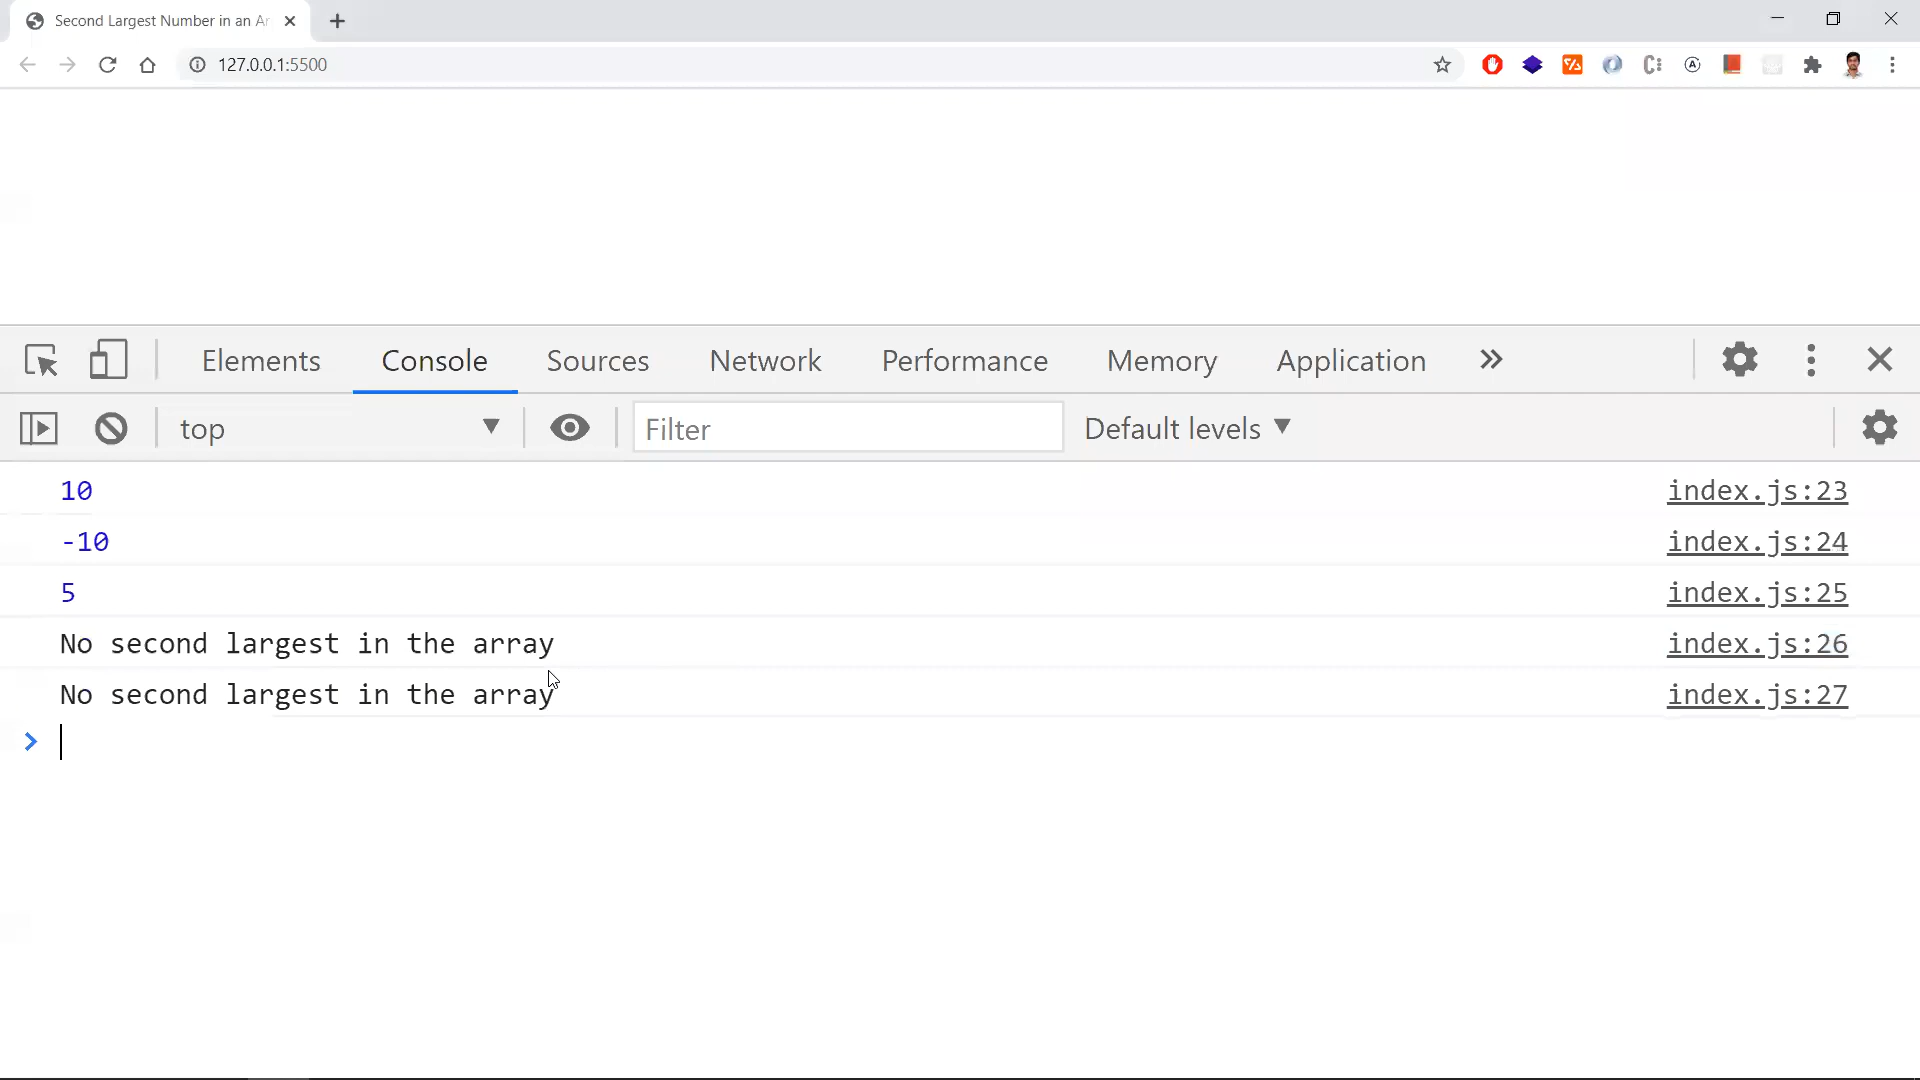 Second Largest Number in an Ar
127.0.0.1:5500
Elements Console Sources Network Performance Memory Application
top Filter Default levels
10 index.js:23
-10 index.js:24
5 index.js:25
No second largest in the array index.js:26
No second largest in the array index.js:27